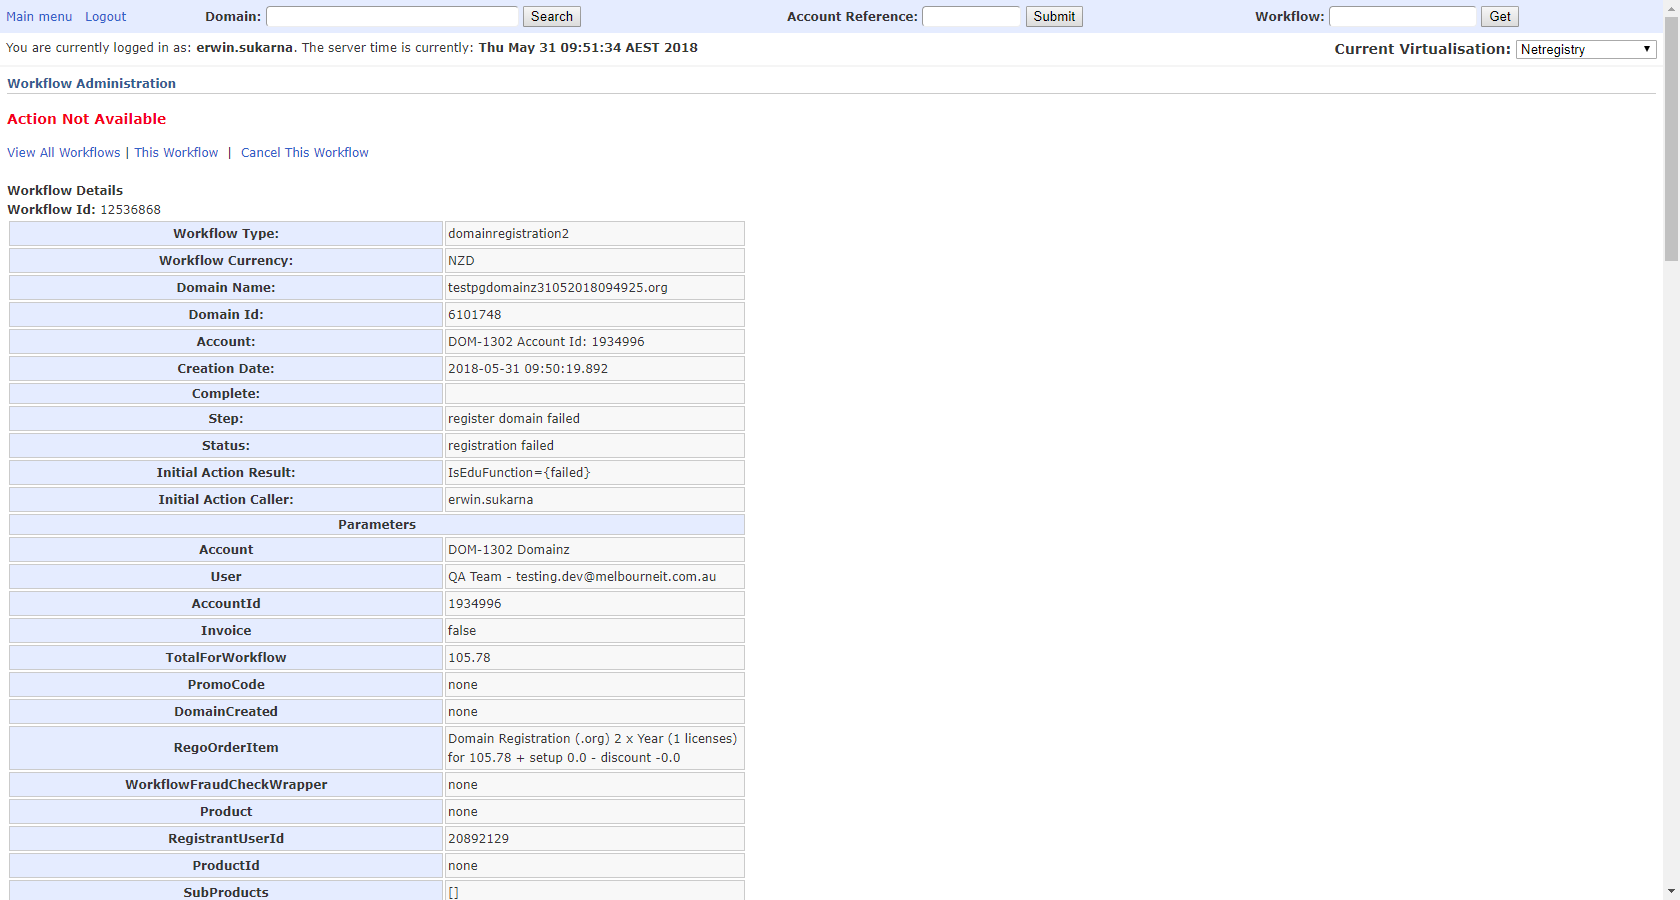 Main menu Logout Domain: Search Account Reference: Submit Workflow: Get
You are currently logged in as: erwin.sukarna. The server time is currently: Thu May 31 09:51:34 AEST 2018 Current Virtualisation: Netregistry
Workflow Administration
Action Not Available
View All Workflows | This Workflow | Cancel This Workflow
Workflow Details
Workflow Id: 12536868
Workflow Type: domainregistration2
Workflow Currency: NZD
Domain Name: testpgdomainz31052018094925.org
Domain Id: 6101748
Account: DOM-1302 Account Id: 1934996
Creation Date: 2018-05-31 09:50:19.892
Complete:
Step: register domain failed
Status: registration failed
Initial Action Result: IsEduFunction={failed}
Initial Action Caller: erwin.sukarna
Parameters
Account DOM-1302 Domainz
User QA Team - testing.dev@melbourneit.com.au
AccountId 1934996
Invoice false
TotalForWorkflow 105.78
PromoCode none
DomainCreated none
RegoOrderItem Domain Registration (.org) 2 x Year (1 licenses)
for 105.78 + setup 0.0 - discount -0.0
WorkflowFraudCheckWrapper none
Product none
RegistrantUserId 20892129
ProductId none
SubProducts []